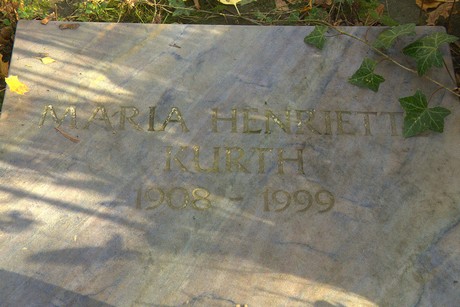 MARIA HENRIETT
KURTH
1908 - 1999